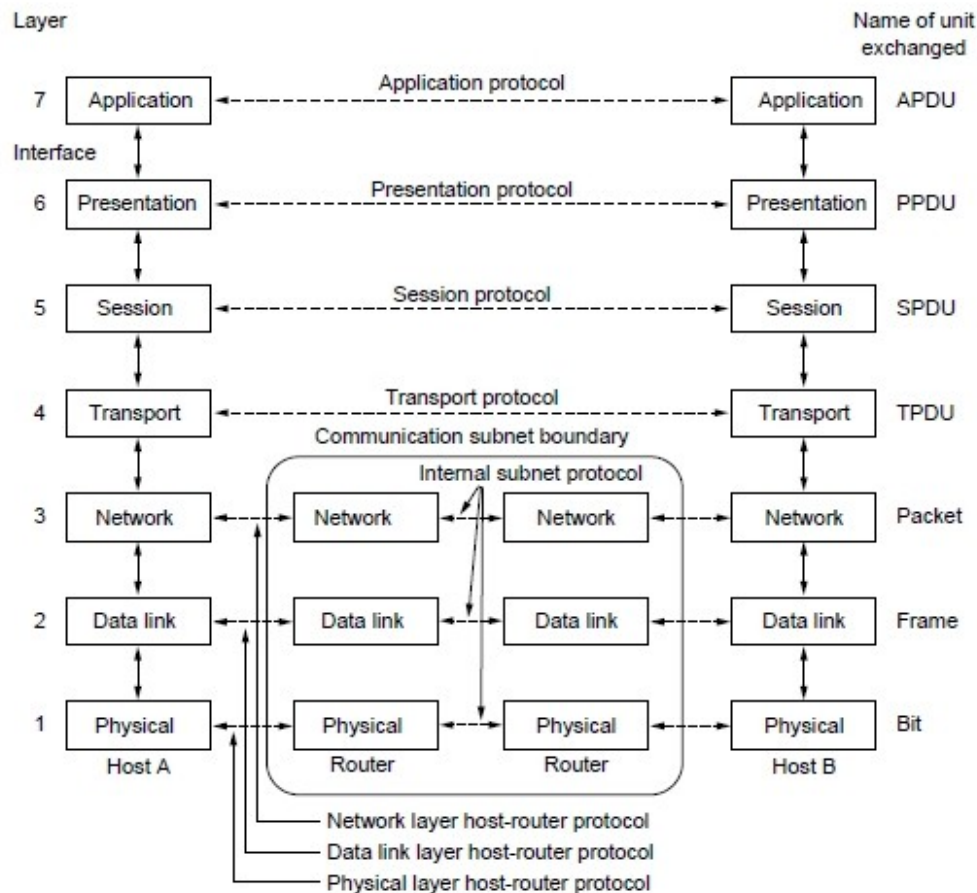 Layer
Name of unit
exchanged
7
Application
Application protocol
Application
APDU
Interface
6
Presentation
Presentation protocol
Presentation
PPDU
5
Session
Session protocol
Session
SPDU
4
Transport
Transport protocol
Transport
TPDU
Communication subnet boundary
Internal subnet protocol
3
Network
Network
Network
Network
Packet
2
Data link
Data link
Data link
Data link
Frame
1
Physical
Physical
Physical
Physical
Bit
Host A
Router
Router
Host B
Network layer host-router protocol
Data link layer host-router protocol
Physical layer host-router protocol